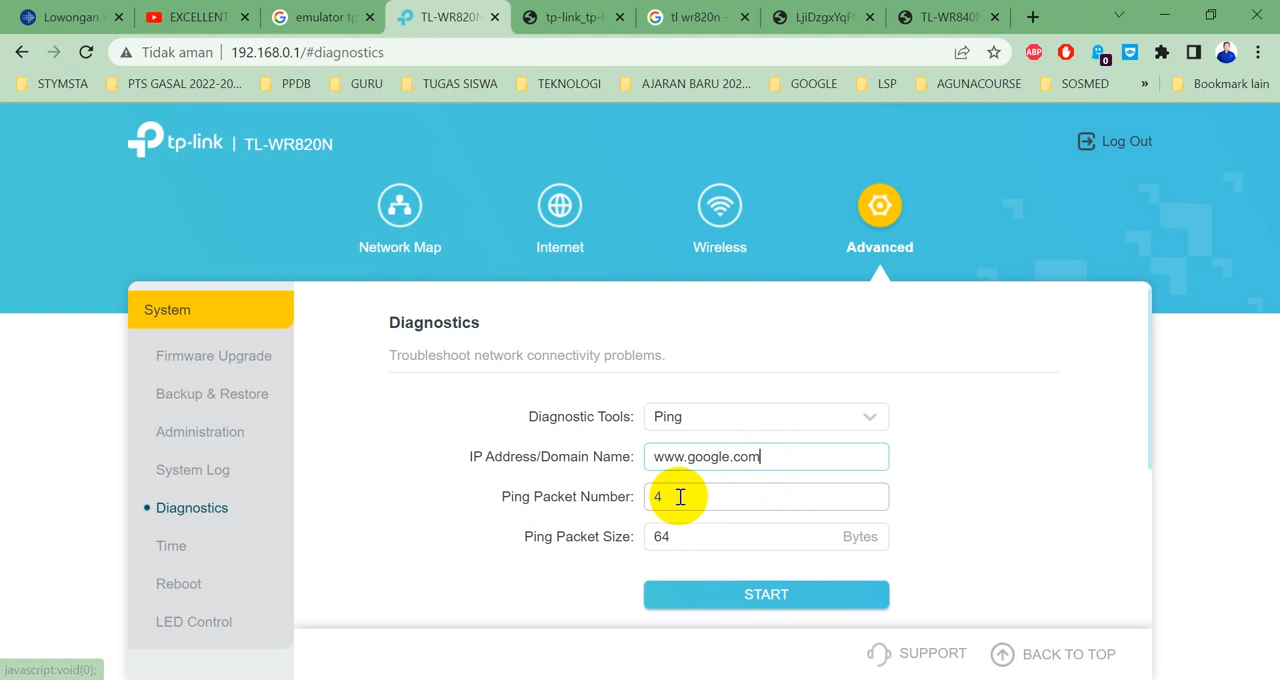 Lowongan
EXCELLENT
emulator tp
TL-WR820N
tp-link_tp-l
tl wr820n -
LjiDzgxYqF
TL-WR840N
Tidak aman 192.168.0.1/#diagnostics
ABP
0
STYMSTA PTS GASAL 2022-20... PPDB GURU TUGAS SISWA TEKNOLOGI AJARAN BARU 202... GOOGLE LSP AGUNACOURSE SOSMED » Bookmark lain
tp-link | TL-WR820N
Log Out
Network Map Internet Wireless Advanced
System
Firmware Upgrade
Backup & Restore
Administration
System Log
Diagnostics
Time
Reboot
LED Control
Diagnostics
Troubleshoot network connectivity problems.
Diagnostic Tools: Ping
IP Address/Domain Name: www.google.com
Ping Packet Number: 4
Ping Packet Size: 64 Bytes
START
SUPPORT BACK TO TOP
javascript:void(0);